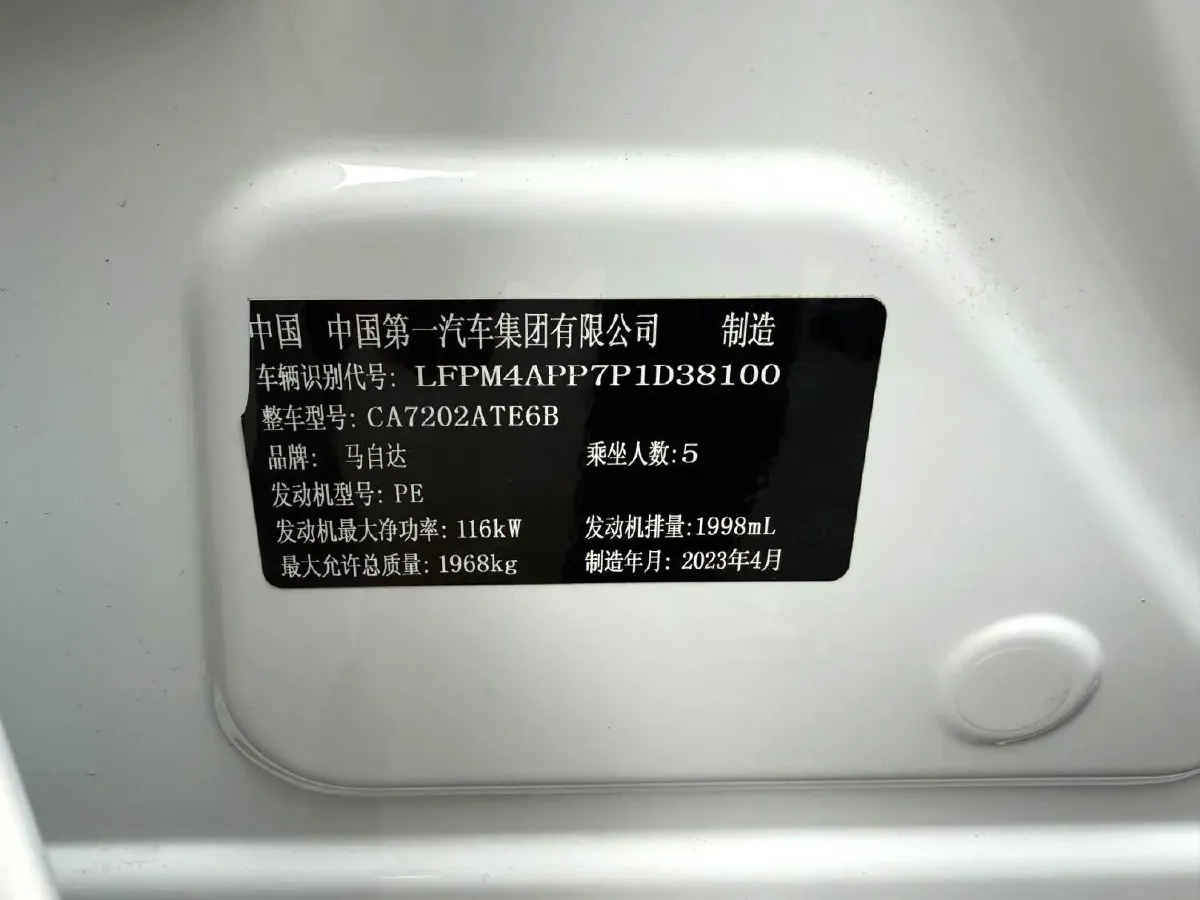 中国 中国第一汽车集团有限公司 制造
车辆识别代号: LFPM4APP7P1D38100
整车型号: CA7202ATE6B
品牌: 马自达 乘坐人数:5
发动机型号: PE
发动机最大净功率: 116kW 发动机排量:1998mL
最大允许总质量: 1968kg 制造年月: 2023年4月